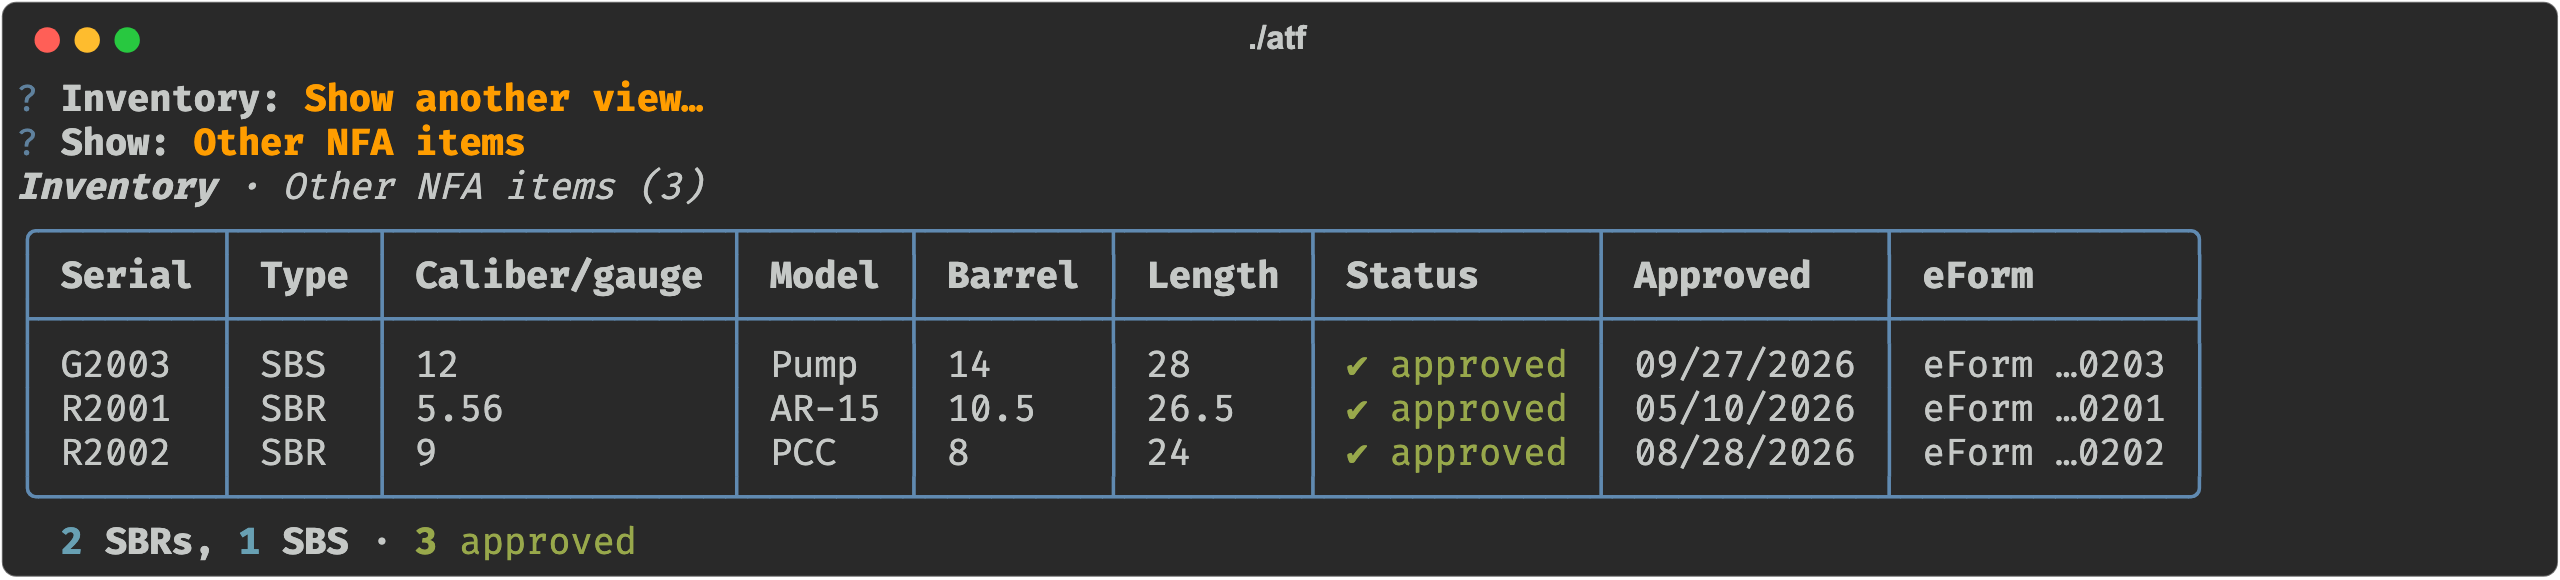 ./atf
? Inventory: Show another view…
? Show: Other NFA items
Inventory · Other NFA items (3)
Serial Type Caliber/gauge Model Barrel Length Status Approved eForm
G2003 SBS 12 Pump 14 28 ✔ approved 09/27/2026 eForm …0203
R2001 SBR 5.56 AR-15 10.5 26.5 ✔ approved 05/10/2026 eForm …0201
R2002 SBR 9 PCC 8 24 ✔ approved 08/28/2026 eForm …0202
2 SBRs, 1 SBS · 3 approved